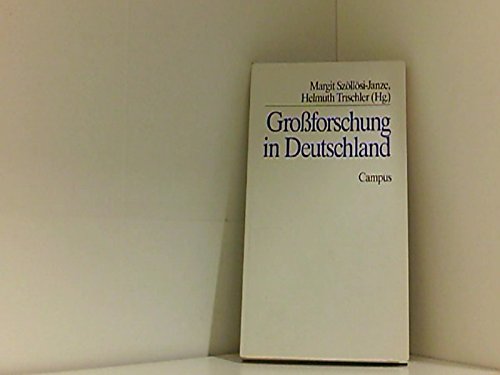 Margit Szöllösi-Janze,
Helmuth Trischler (Hg.)
Großforschung
in Deutschland
Campus